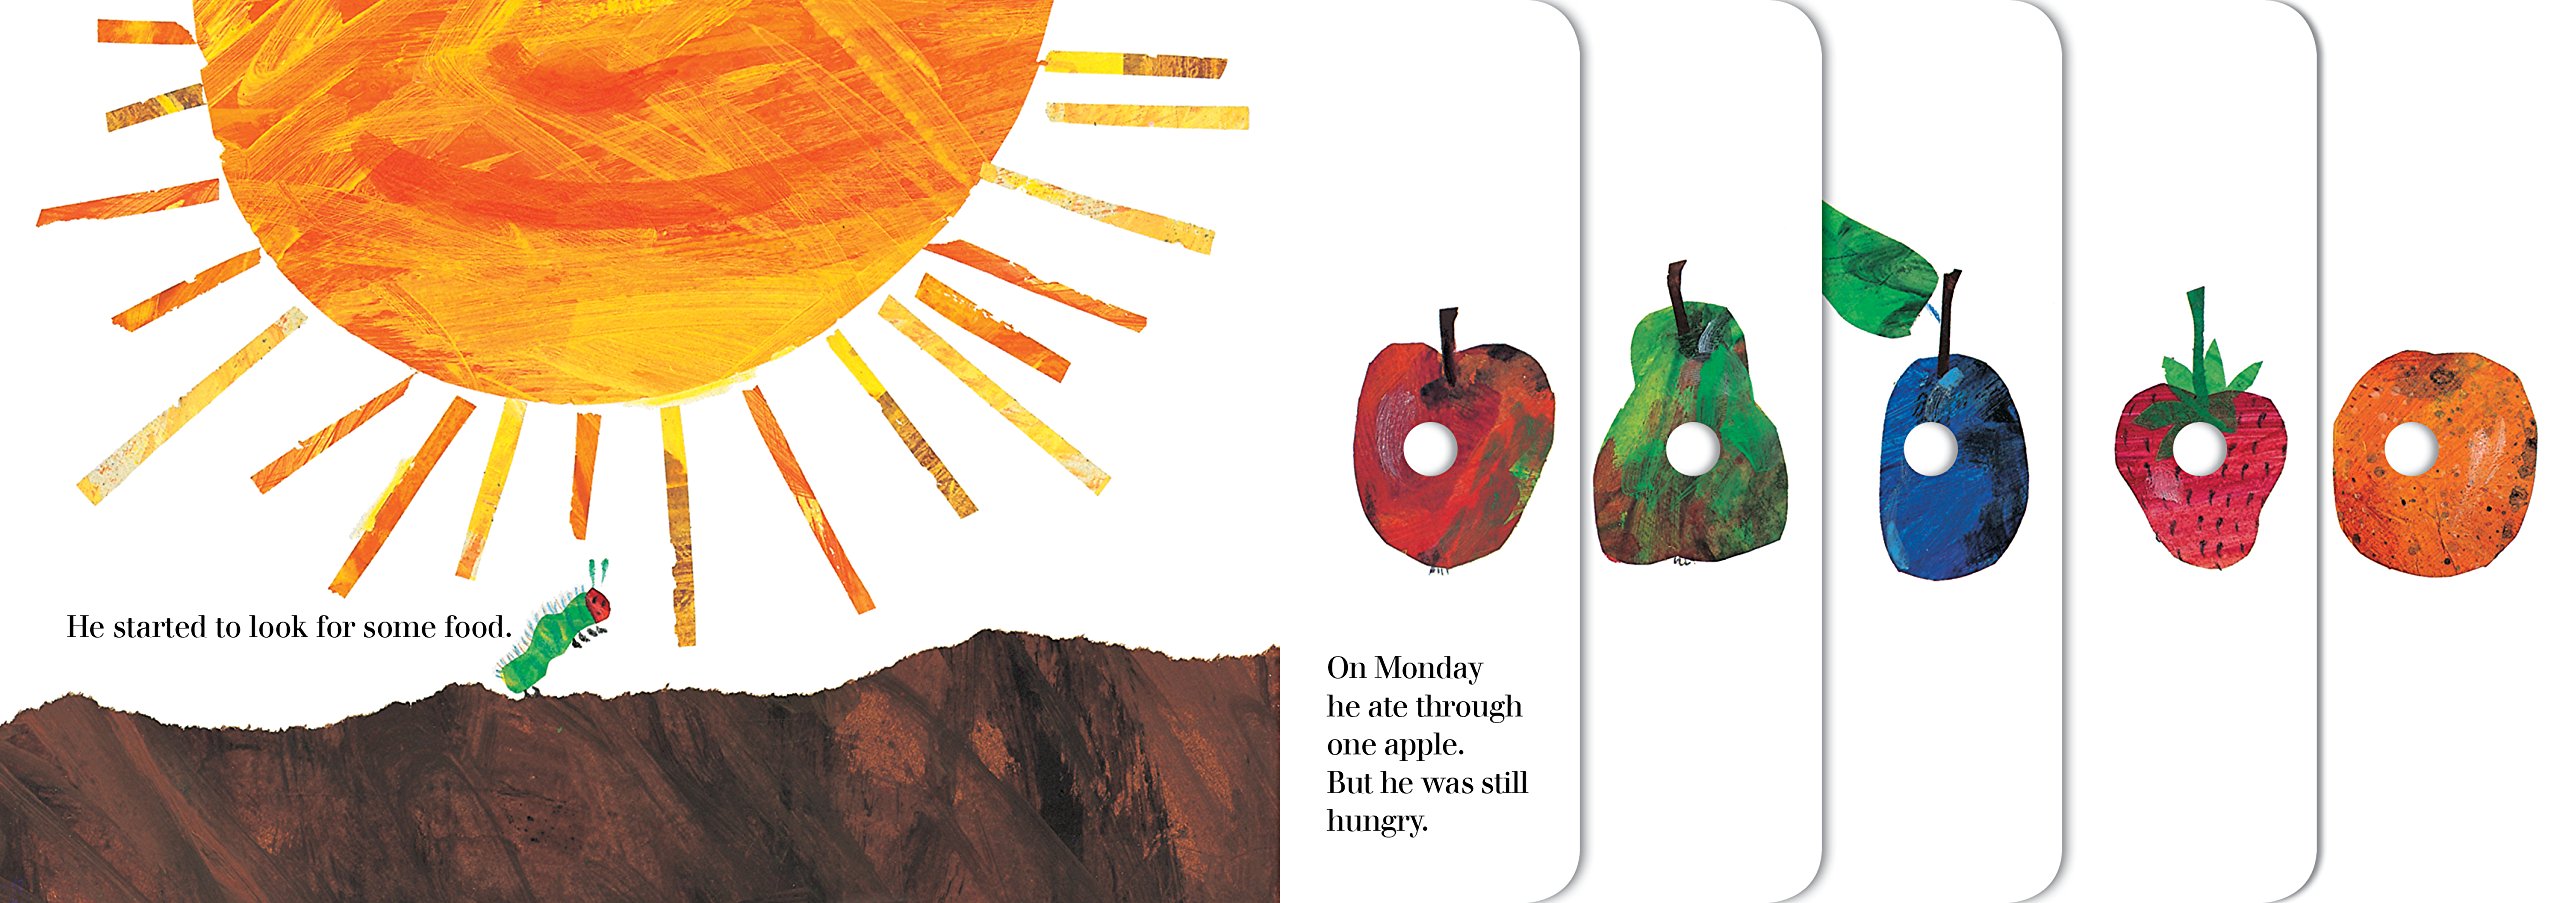 He started to look for some food.
On Monday
he ate through
one apple.
But he was still
hungry.